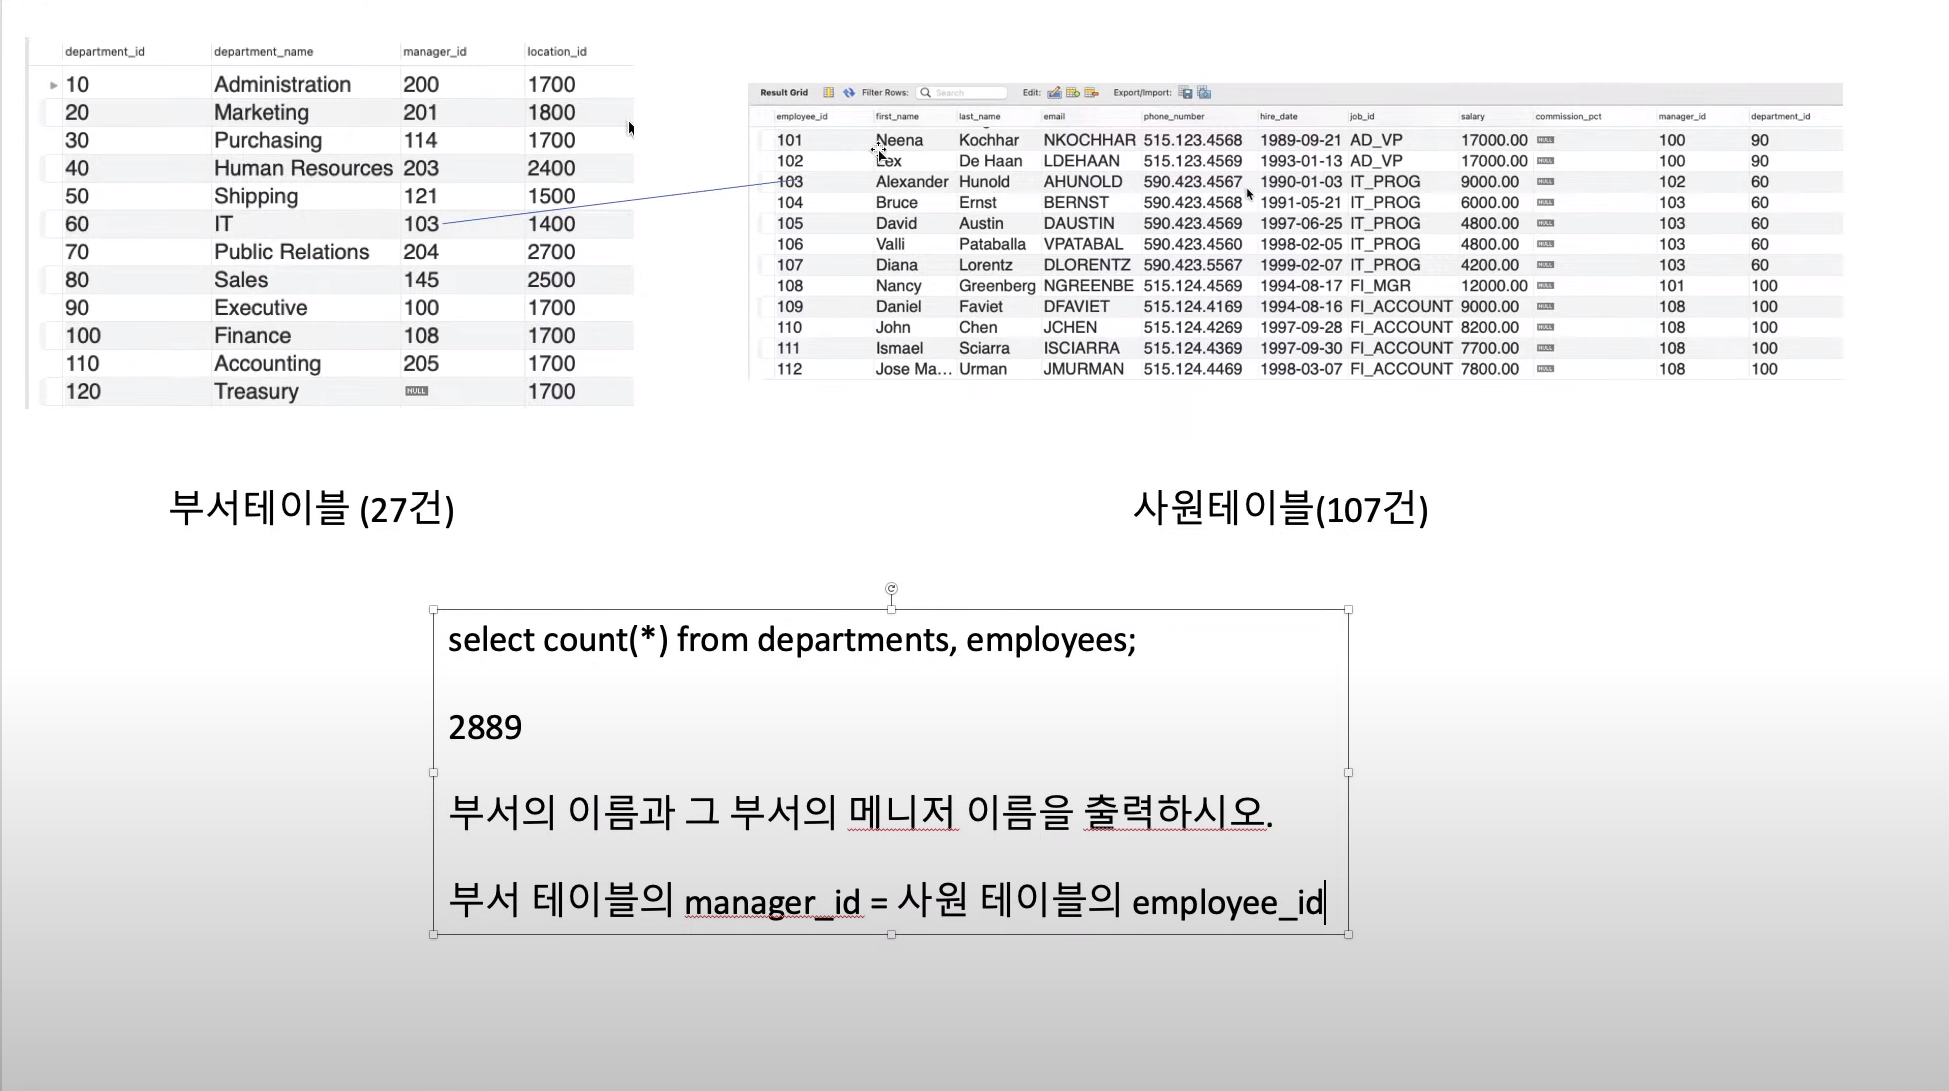 department_id department_name manager_id location_id
10 Administration 200 1700
20 Marketing 201 1800
30 Purchasing 114 1700
40 Human Resources 203 2400
50 Shipping 121 1500
60 IT 103 1400
70 Public Relations 204 2700
80 Sales 145 2500
90 Executive 100 1700
100 Finance 108 1700
110 Accounting 205 1700
120 Treasury NULL 1700
Result Grid Filter Rows: Search Edit: Export/Import:
employee_id first_name last_name email phone_number hire_date job_id salary commission_pct manager_id department_id
101 Neena Kochhar NKOCHHAR 515.123.4568 1989-09-21 AD_VP 17000.00 NULL 100 90
102 Lex De Haan LDEHAAN 515.123.4569 1993-01-13 AD_VP 17000.00 NULL 100 90
103 Alexander Hunold AHUNOLD 590.423.4567 1990-01-03 IT_PROG 9000.00 NULL 102 60
104 Bruce Ernst BERNST 590.423.4568 1991-05-21 IT_PROG 6000.00 NULL 103 60
105 David Austin DAUSTIN 590.423.4569 1997-06-25 IT_PROG 4800.00 NULL 103 60
106 Valli Pataballa VPATABAL 590.423.4560 1998-02-05 IT_PROG 4800.00 NULL 103 60
107 Diana Lorentz DLORENTZ 590.423.5567 1999-02-07 IT_PROG 4200.00 NULL 103 60
108 Nancy Greenberg NGREENBE 515.124.4569 1994-08-17 FI_MGR 12000.00 NULL 101 100
109 Daniel Faviet DFAVIET 515.124.4169 1994-08-16 FI_ACCOUNT 9000.00 NULL 108 100
110 John Chen JCHEN 515.124.4269 1997-09-28 FI_ACCOUNT 8200.00 NULL 108 100
111 Ismael Sciarra ISCIARRA 515.124.4369 1997-09-30 FI_ACCOUNT 7700.00 NULL 108 100
112 Jose Ma... Urman JMURMAN 515.124.4469 1998-03-07 FI_ACCOUNT 7800.00 NULL 108 100
부서테이블 (27건)
사원테이블(107건)
select count(*) from departments, employees;
2889
부서의 이름과 그 부서의 메니저 이름을 출력하시오.
부서 테이블의 manager_id = 사원 테이블의 employee_id